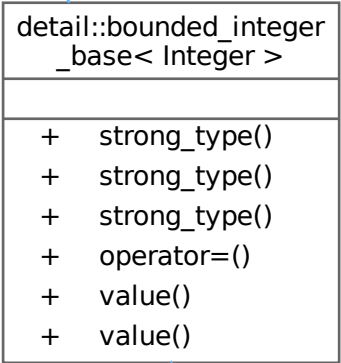 detail::bounded_integer
_base< Integer >
+ strong_type()
+ strong_type()
+ strong_type()
+ operator=()
+ value()
+ value()